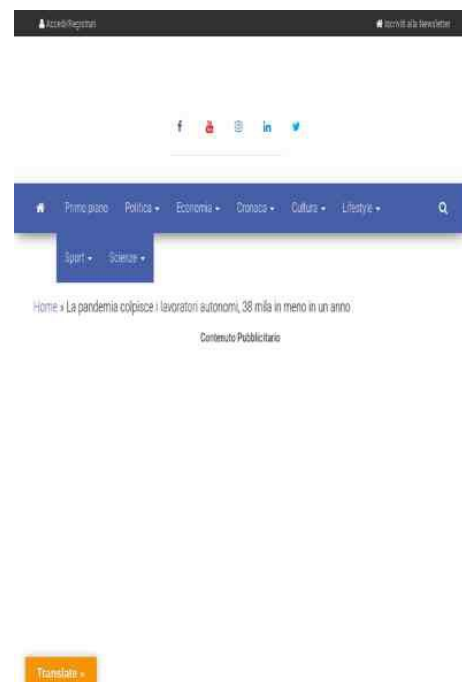 Accedi/Registrati
Iscriviti alla Newsletter
Primo piano Politica Economia Cronaca Cultura Lifestyle
Sport Scienze
Home » La pandemia colpisce i lavoratori autonomi, 38 mila in meno in un anno
Contenuto Pubblicitario
Translate »